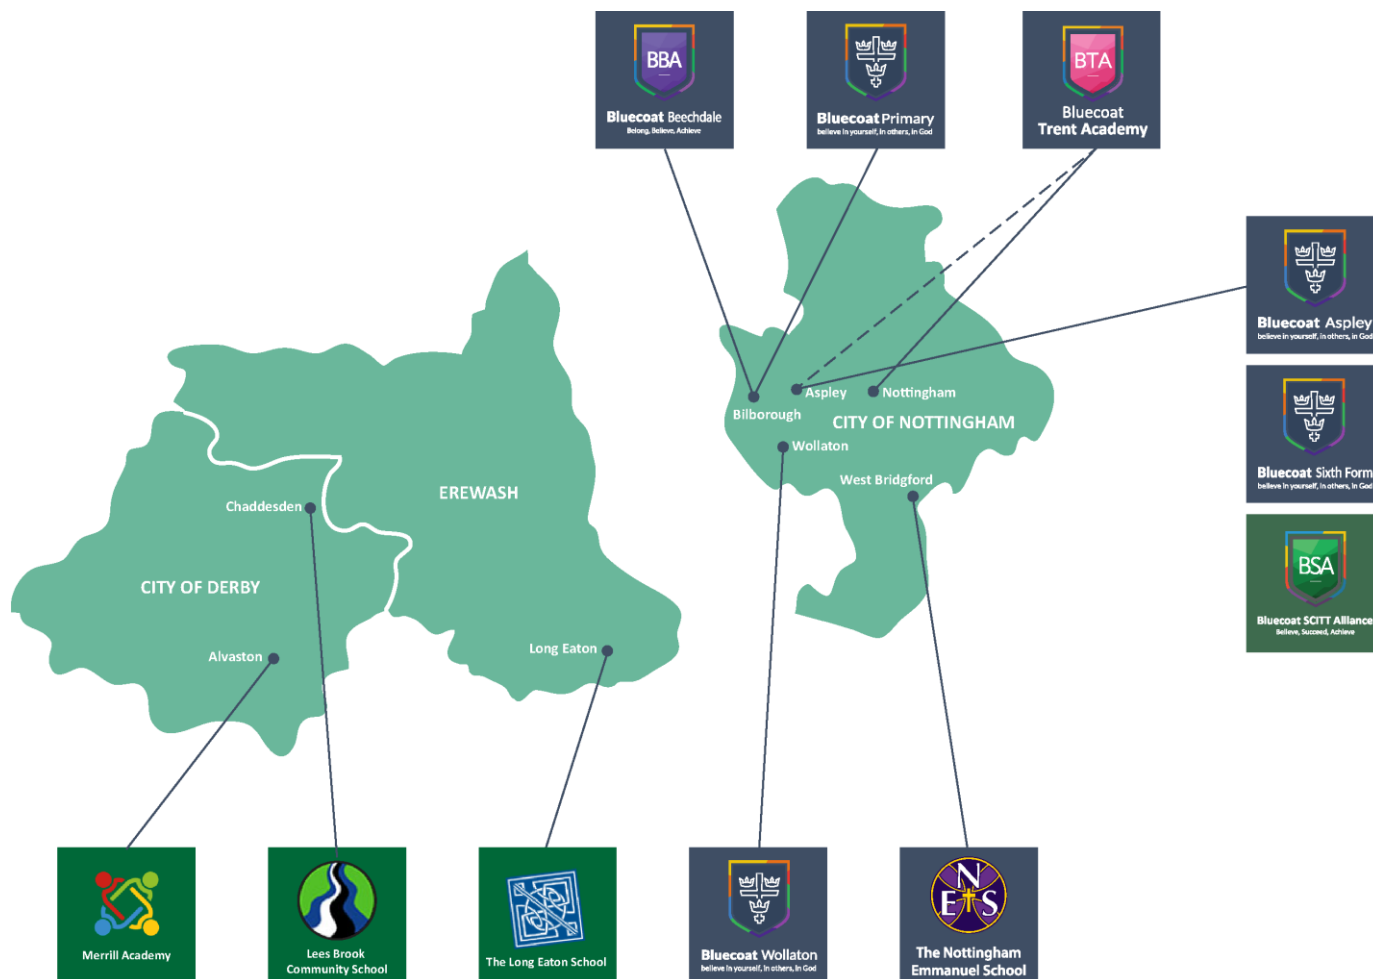 BBA
Bluecoat Beechdale
Belong, Believe, Achieve
Bluecoat Primary
believe in yourself, in others, in God
BTA
Bluecoat
Trent Academy
Bluecoat Aspley
believe in yourself, in others, in God
Bluecoat Sixth Form
believe in yourself, in others, in God
BSA
Bluecoat SCITT Alliance
Believe, Succeed, Achieve
Aspley
Nottingham
Bilborough
CITY OF NOTTINGHAM
Wollaton
West Bridgford
EREWASH
Chaddesden
CITY OF DERBY
Alvaston
Long Eaton
Merrill Academy
Lees Brook
Community School
The Long Eaton School
Bluecoat Wollaton
believe in yourself, in others, in God
N
E S
The Nottingham
Emmanuel School